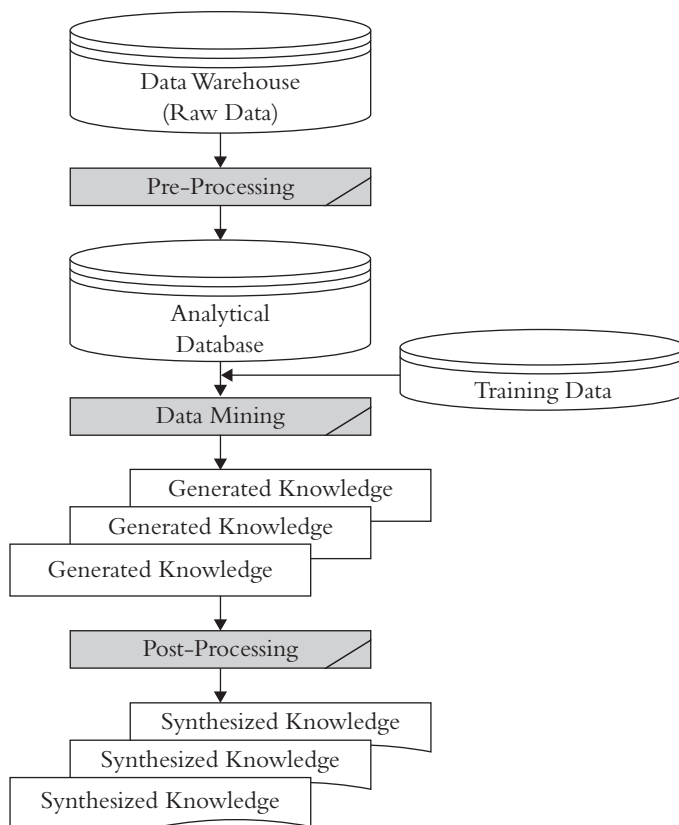 Data Warehouse
(Raw Data)
Pre-Processing
Analytical
Database
Training Data
Data Mining
Generated Knowledge
Generated Knowledge
Generated Knowledge
Post-Processing
Synthesized Knowledge
Synthesized Knowledge
Synthesized Knowledge